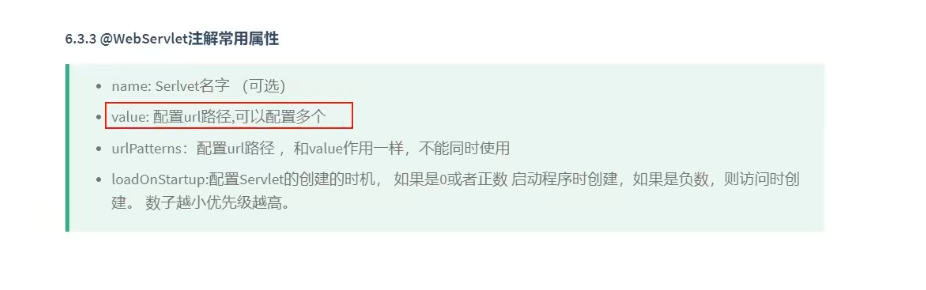 6.3.3 @WebServlet注解常用属性
name: Serlvet名字 （可选）
value: 配置url路径,可以配置多个
urlPatterns：配置url路径 ，和value作用一样，不能同时使用
loadOnStartup:配置Servlet的创建的时机， 如果是0或者正数 启动程序时创建，如果是负数，则访问时创
建。 数子越小优先级越高。